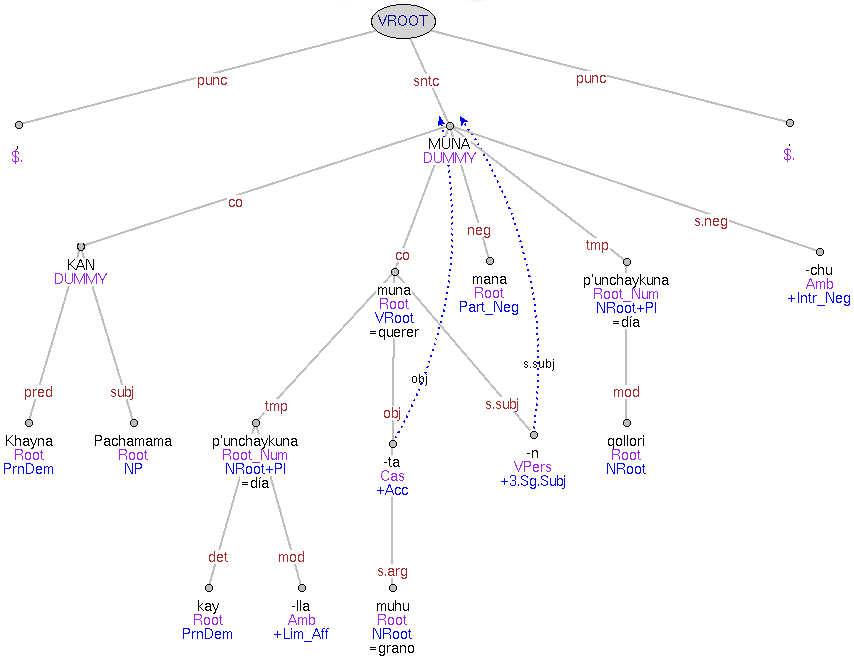 VROOT
punc
sntc
punc
,
$.
MUNA
DUMMY
.
$.
co
co
neg
tmp
s.neg
KAN
DUMMY
muna
Root
VRoot
=querer
mana
Root
Part_Neg
p'unchaykuna
Root_Num
NRoot+Pl
=día
-chu
Amb
+Intr_Neg
pred
subj
tmp
obj
obj
s.subj
s.subj
mod
Khayna
Root
PrnDem
Pachamama
Root
NP
p'unchaykuna
Root_Num
NRoot+Pl
=día
-ta
Cas
+Acc
-n
VPers
+3.Sg.Subj
qollori
Root
NRoot
det
mod
s.arg
kay
Root
PrnDem
-lla
Amb
+Lim_Aff
muhu
Root
NRoot
=grano